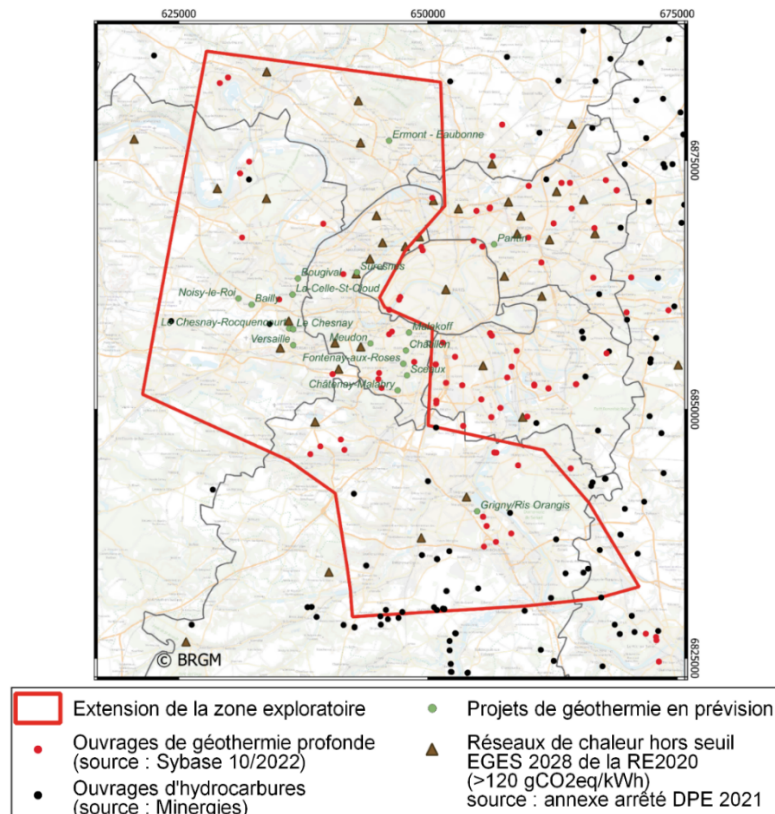 625000 650000 675000
Ermont - Eaubonne
6875000 6875000
Pantin
Bougival Suresnes
La-Celle-St-Cloud
Noisy-le-Roi
Bailly
Le Chesnay-Rocquencourt Le Chesnay
Malakoff
Versaille Meudon
Châtillon
Fontenay-aux-Roses
Sceaux
Châtenay-Malabry
6850000 6850000
Grigny/Ris Orangis
6825000 6825000
© BRGM
Extension de la zone exploratoire
Ouvrages de géothermie profonde
(source : Sybase 10/2022)
Ouvrages d'hydrocarbures
(source : Minergies)
Projets de géothermie en prévision
Réseaux de chaleur hors seuil
EGES 2028 de la RE2020
(>120 gCO2eq/kWh)
source : annexe arrêté DPE 2021